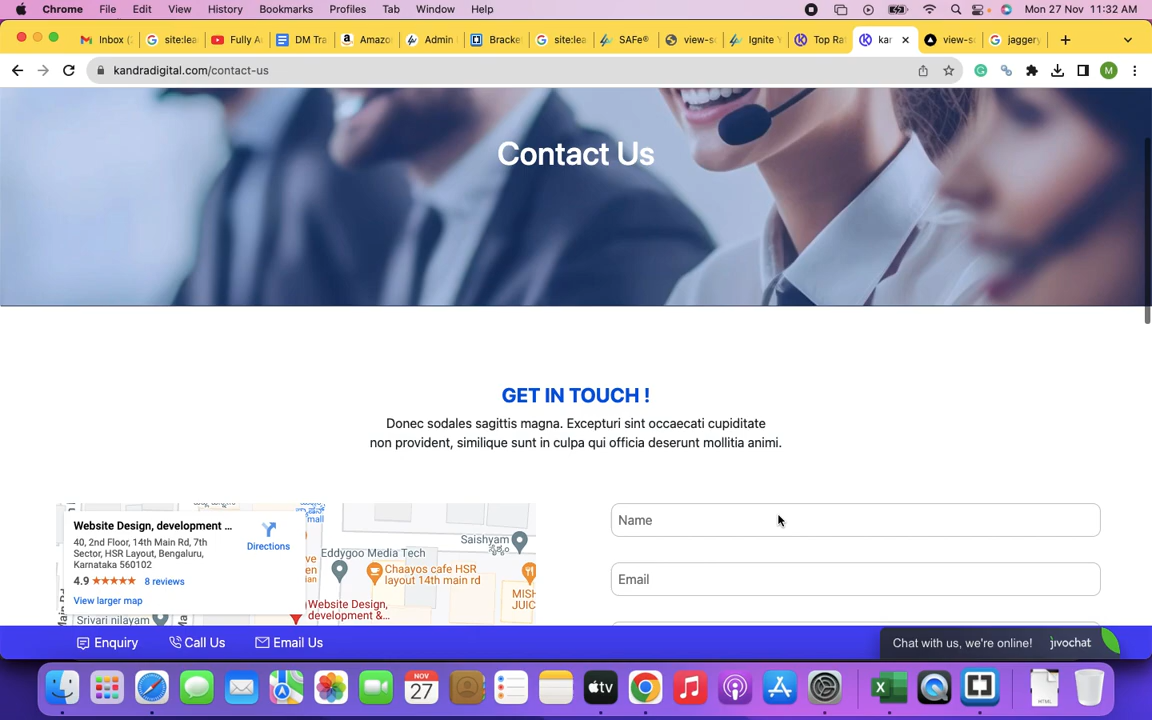 Chrome File Edit View History Bookmarks Profiles Tab Window Help Mon 27 Nov 11:32 AM
Inbox ( site:lea Fully A DM Tra Amazo Admin Bracke site:lea SAFe® view-s Ignite Y Top Ra kar view-s jaggery
kandradigital.com/contact-us M
Contact Us
GET IN TOUCH !
Donec sodales sagittis magna. Excepturi sint occaecati cupiditate
non provident, similique sunt in culpa qui officia deserunt mollitia animi.
Website Design, development ...
40, 2nd Floor, 14th Main Rd, 7th
Sector, HSR Layout, Bengaluru,
Karnataka 560102
4.9 ★★★★★ 8 reviews
View larger map
Directions
Eddygoo Media Tech
Saishyam
Chaayos cafe HSR
layout 14th main rd
Website Design,
development &...
MISH
JUIC
Srivari nilayam
Name
Email
Enquiry Call Us Email Us
Chat with us, we're online! jivochat
NOV
27
tv